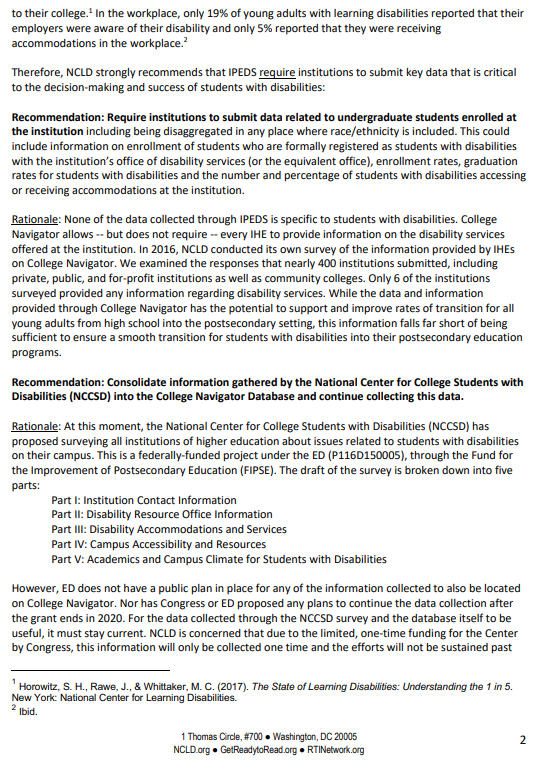 to their college.¹ In the workplace, only 19% of young adults with learning disabilities reported that their
employers were aware of their disability and only 5% reported that they were receiving
accommodations in the workplace.²
Therefore, NCLD strongly recommends that IPEDS require institutions to submit key data that is critical
to the decision-making and success of students with disabilities:
Recommendation: Require institutions to submit data related to undergraduate students enrolled at
the institution including being disaggregated in any place where race/ethnicity is included. This could
include information on enrollment of students who are formally registered as students with disabilities
with the institution's office of disability services (or the equivalent office), enrollment rates, graduation
rates for students with disabilities and the number and percentage of students with disabilities accessing
or receiving accommodations at the institution.
Rationale: None of the data collected through IPEDS is specific to students with disabilities. College
Navigator allows -- but does not require -- every IHE to provide information on the disability services
offered at the institution. In 2016, NCLD conducted its own survey of the information provided by IHEs
on College Navigator. We examined the responses that nearly 400 institutions submitted, including
private, public, and for-profit institutions as well as community colleges. Only 6 of the institutions
surveyed provided any information regarding disability services. While the data and information
provided through College Navigator has the potential to support and improve rates of transition for all
young adults from high school into the postsecondary setting, this information falls far short of being
sufficient to ensure a smooth transition for students with disabilities into their postsecondary education
programs.
Recommendation: Consolidate information gathered by the National Center for College Students with
Disabilities (NCCSD) into the College Navigator Database and continue collecting this data.
Rationale: At this moment, the National Center for College Students with Disabilities (NCCSD) has
proposed surveying all institutions of higher education about issues related to students with disabilities
on their campus. This is a federally-funded project under the ED (P116D150005), through the Fund for
the Improvement of Postsecondary Education (FIPSE). The draft of the survey is broken down into five
parts:
Part I: Institution Contact Information
Part II: Disability Resource Office Information
Part III: Disability Accommodations and Services
Part IV: Campus Accessibility and Resources
Part V: Academics and Campus Climate for Students with Disabilities
However, ED does not have a public plan in place for any of the information collected to also be located
on College Navigator. Nor has Congress or ED proposed any plans to continue the data collection after
the grant ends in 2020. For the data collected through the NCCSD survey and the database itself to be
useful, it must stay current. NCLD is concerned that due to the limited, one-time funding for the Center
by Congress, this information will only be collected one time and the efforts will not be sustained past
¹ Horowitz, S. H., Rawe, J., & Whittaker, M. C. (2017). The State of Learning Disabilities: Understanding the 1 in 5.
New York: National Center for Learning Disabilities.
² Ibid.
1 Thomas Circle, #700 ● Washington, DC 20005
NCLD.org ● GetReadytoRead.org ● RTINetwork.org
2